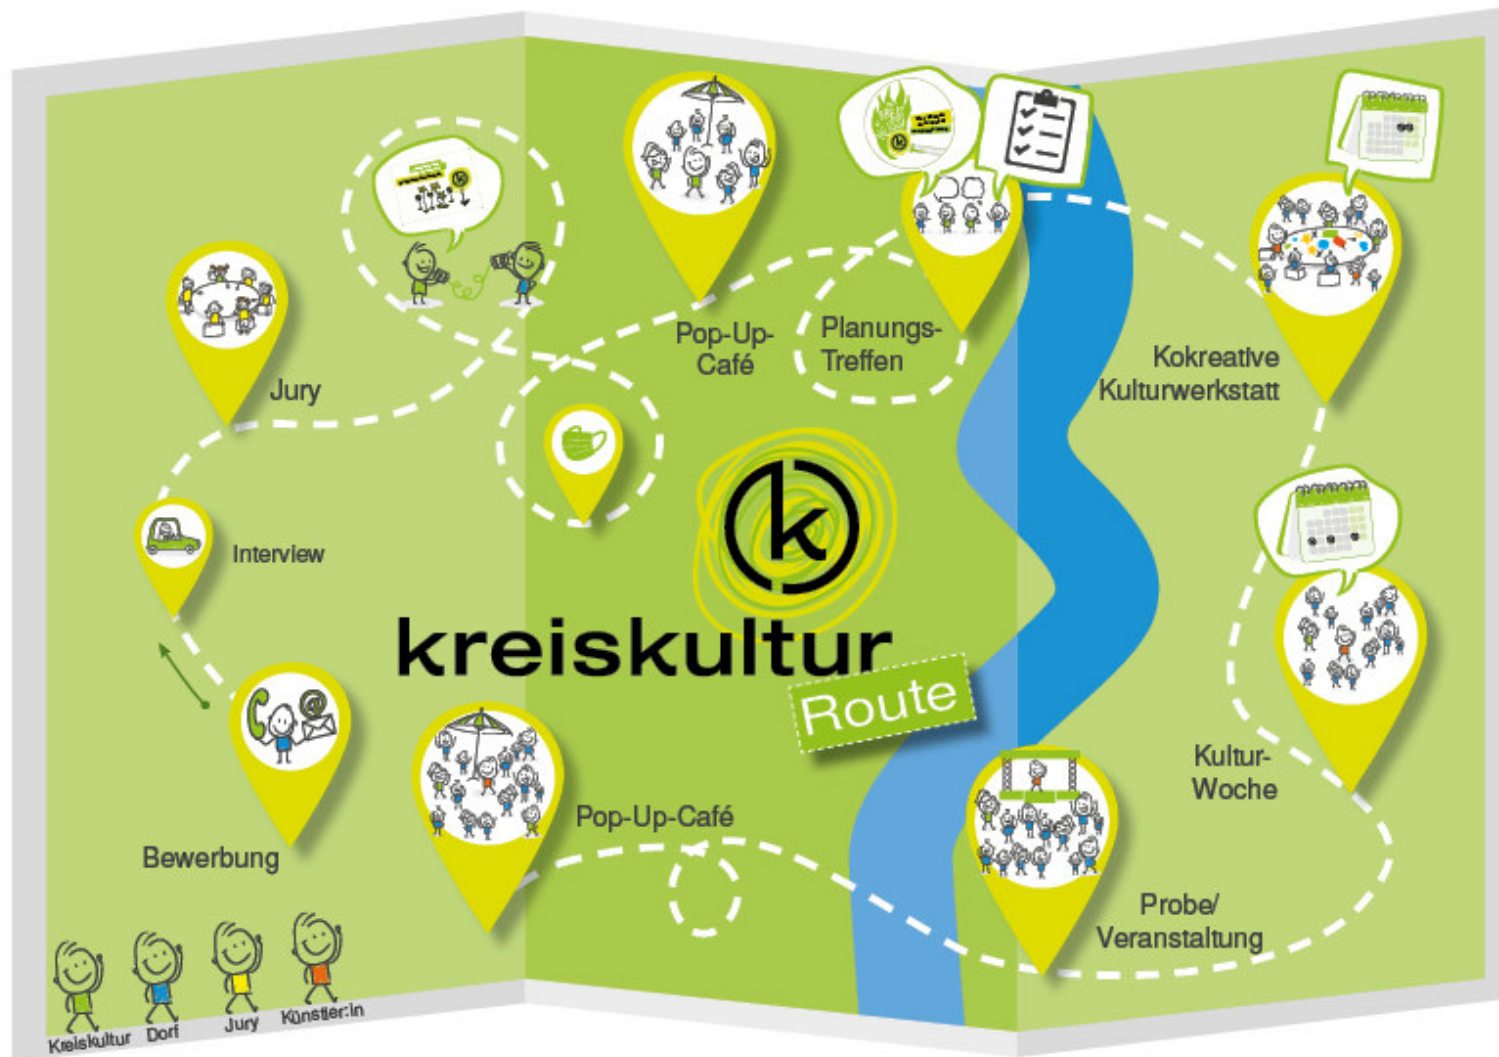 Pop-Up-
Café
Planungs-
Treffen
Kokreative
Kulturwerkstatt
Jury
Interview
k
kreiskultur
Route
Kultur-
Woche
Bewerbung
Pop-Up-Café
Probe/
Veranstaltung
Kreiskultur
Dorf
Jury
Künstler:in
@
k
k